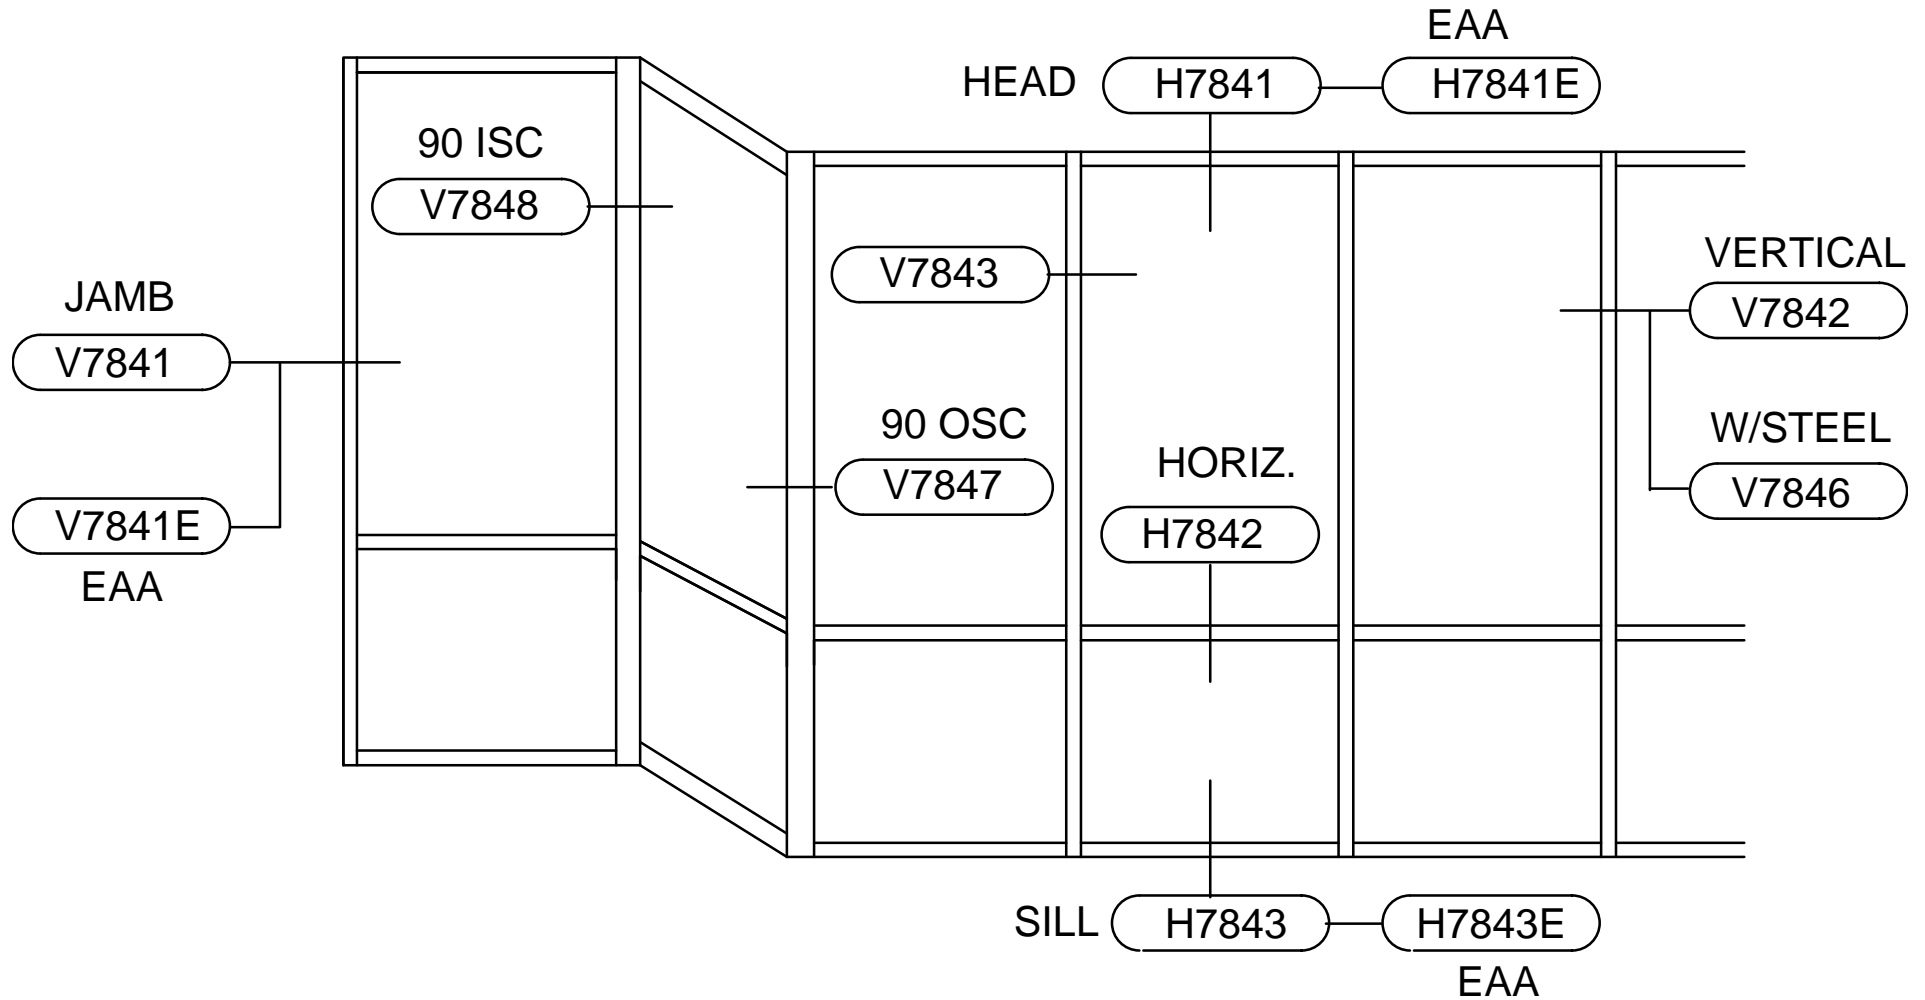 EAA
HEAD H7841 H7841E
90 ISC
V7848
VERTICAL
V7843
V7842
JAMB
V7841
90 OSC
W/STEEL
HORIZ.
V7847
V7846
V7841E
H7842
EAA
SILL H7843 H7843E
EAA